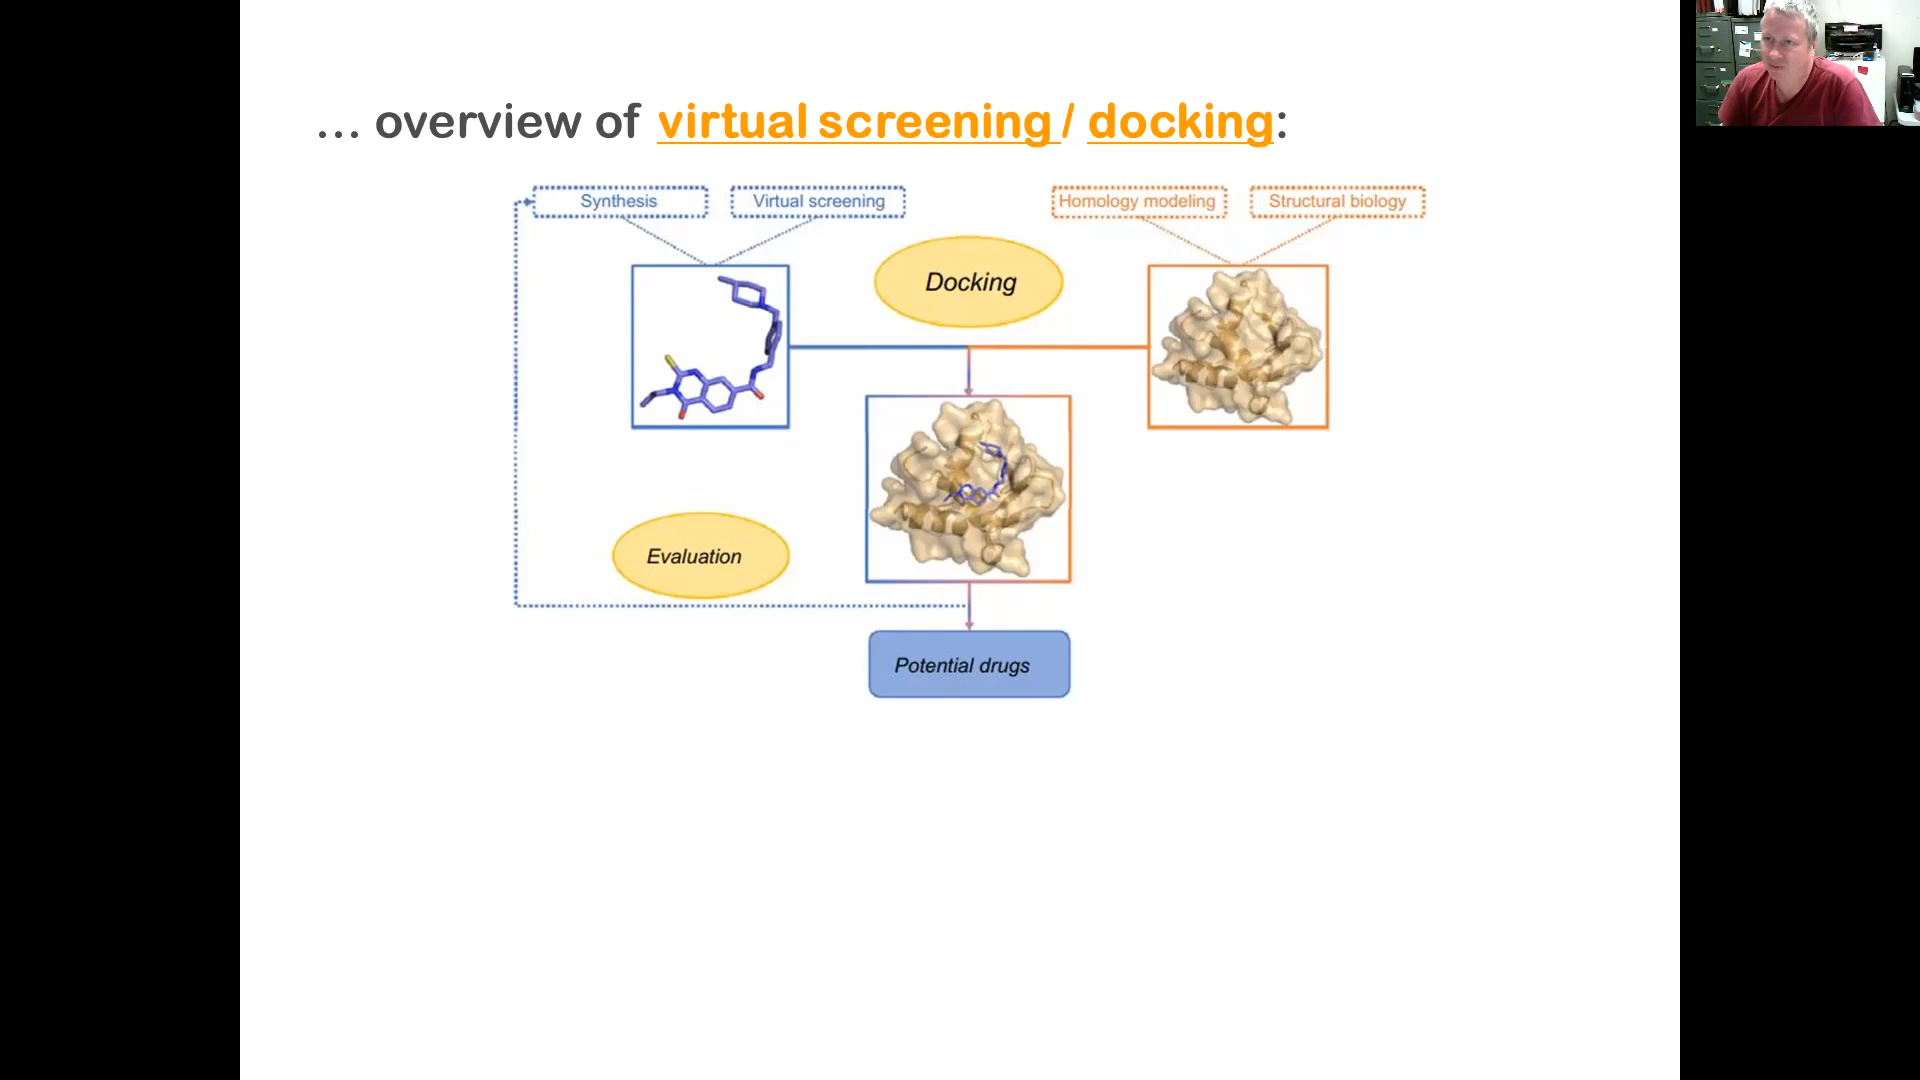 ... overview of virtual screening / docking:
Synthesis
Virtual screening
Homology modeling
Structural biology
Docking
Evaluation
Potential drugs